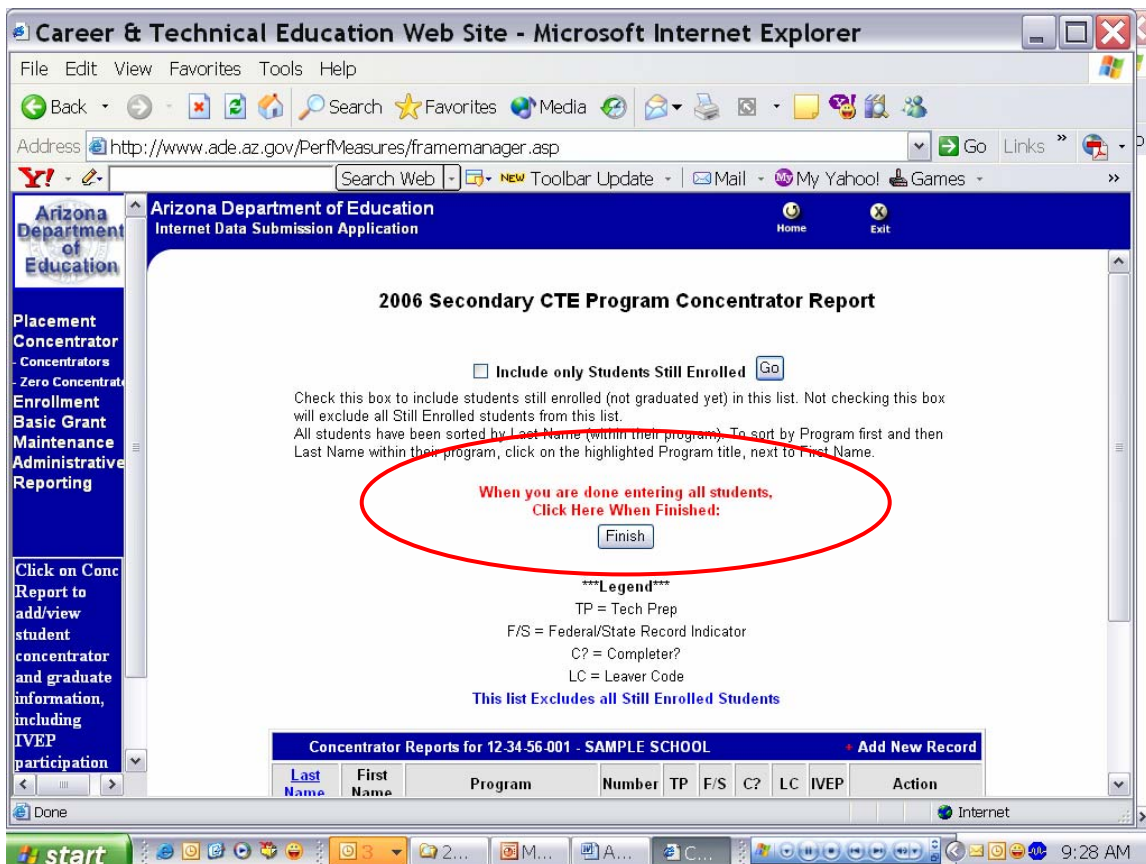 Career & Technical Education Web Site - Microsoft Internet Explorer
File Edit View Favorites Tools Help
Back Search Favorites Media
Address http://www.ade.az.gov/PerfMeasures/framemanager.asp Go Links »
Y! Search Web NEW Toolbar Update Mail My My Yahoo! Games »
Arizona Department of Education
Arizona Department of Education
Internet Data Submission Application
Home Exit
Placement
Concentrator
- Concentrators
- Zero Concentrate
Enrollment
Basic Grant
Maintenance
Administrative
Reporting
Click on Conc
Report to
add/view
student
concentrator
and graduate
information,
including
IVEP
participation
2006 Secondary CTE Program Concentrator Report
Include only Students Still Enrolled Go
Check this box to include students still enrolled (not graduated yet) in this list. Not checking this box
will exclude all Still Enrolled students from this list.
All students have been sorted by Last Name (within their program). To sort by Program first and then
Last Name within their program, click on the highlighted Program title, next to First Name.
When you are done entering all students,
Click Here When Finished:
Finish
***Legend***
TP = Tech Prep
F/S = Federal/State Record Indicator
C? = Completer?
LC = Leaver Code
This list Excludes all Still Enrolled Students
Concentrator Reports for 12-34-56-001 - SAMPLE SCHOOL + Add New Record
Last Name First Name Program Number TP F/S C? LC IVEP Action
Done Internet
start 3 2... M... A... C... 9:28 AM